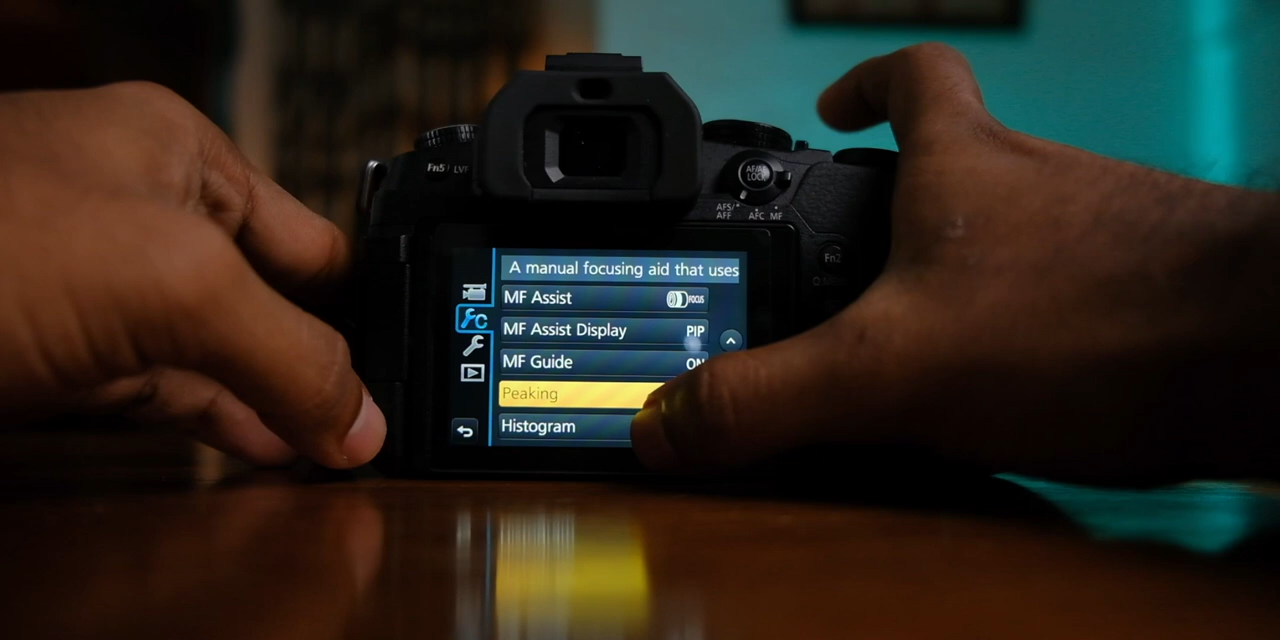 Fn5 LVF
AF/AE
LOCK
AFS/
AFF AFC MF
Fn2
A manual focusing aid that uses
MF Assist FOCUS
MF Assist Display PIP
C
MF Guide ON
Peaking
Histogram